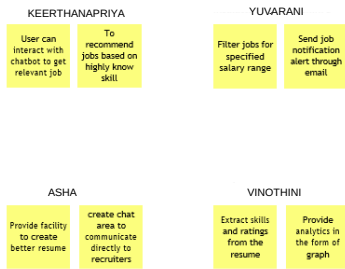 KEERTHANAPRIYA
User can
interact with
chatbot to get
relevant job
To
recommend
jobs based on
highly know
skill
YUVARANI
Filter jobs for
specified
salary range
Send job
notification
alert through
email
ASHA
Provide facility
to create
better resume
create chat
area to
communicate
directly to
recruiters
VINOTHINI
Extract skills
and ratings
from the
resume
Provide
analytics in
the form of
graph